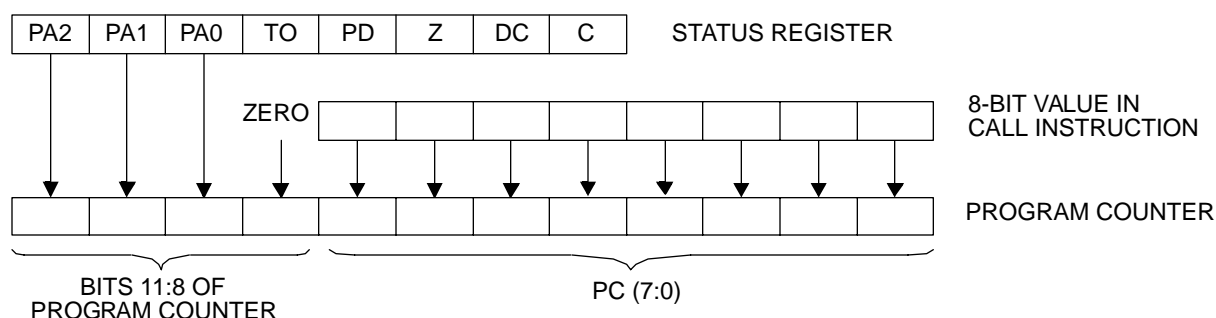 PA2 PA1 PA0 TO PD Z DC C STATUS REGISTER
ZERO
8-BIT VALUE IN
CALL INSTRUCTION
PROGRAM COUNTER
BITS 11:8 OF
PROGRAM COUNTER
PC (7:0)